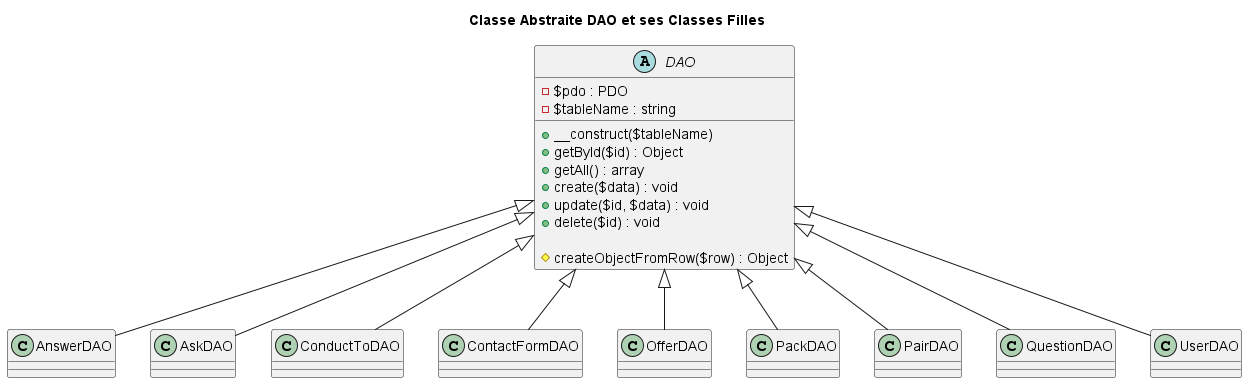 Classe Abstraite DAO et ses Classes Filles
A DAO
$pdo : PDO
$tableName : string
__construct($tableName)
getById($id) : Object
getAll() : array
create($data) : void
update($id, $data) : void
delete($id) : void
createObjectFromRow($row) : Object
C AnswerDAO C AskDAO C ConductToDAO C ContactFormDAO C OfferDAO C PackDAO C PairDAO C QuestionDAO C UserDAO